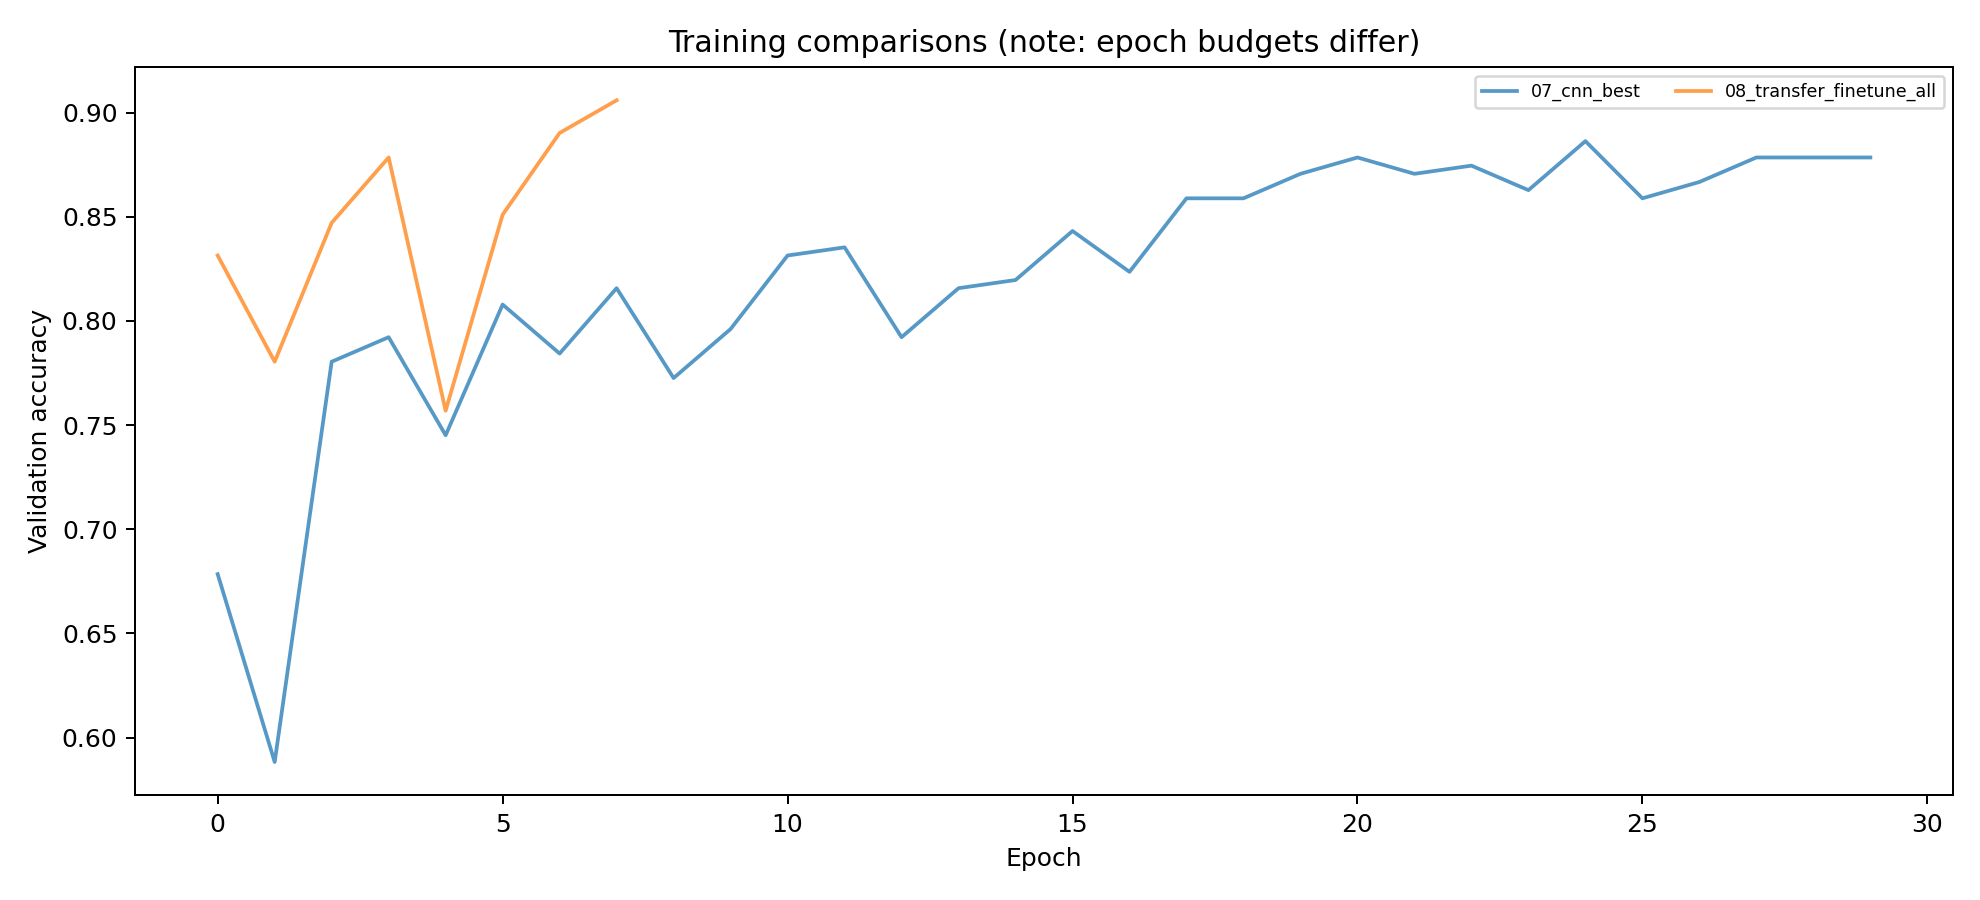 Training comparisons (note: epoch budgets differ)
07_cnn_best 08_transfer_finetune_all
Validation accuracy
0.90
0.85
0.80
0.75
0.70
0.65
0.60
0 5 10 15 20 25 30
Epoch